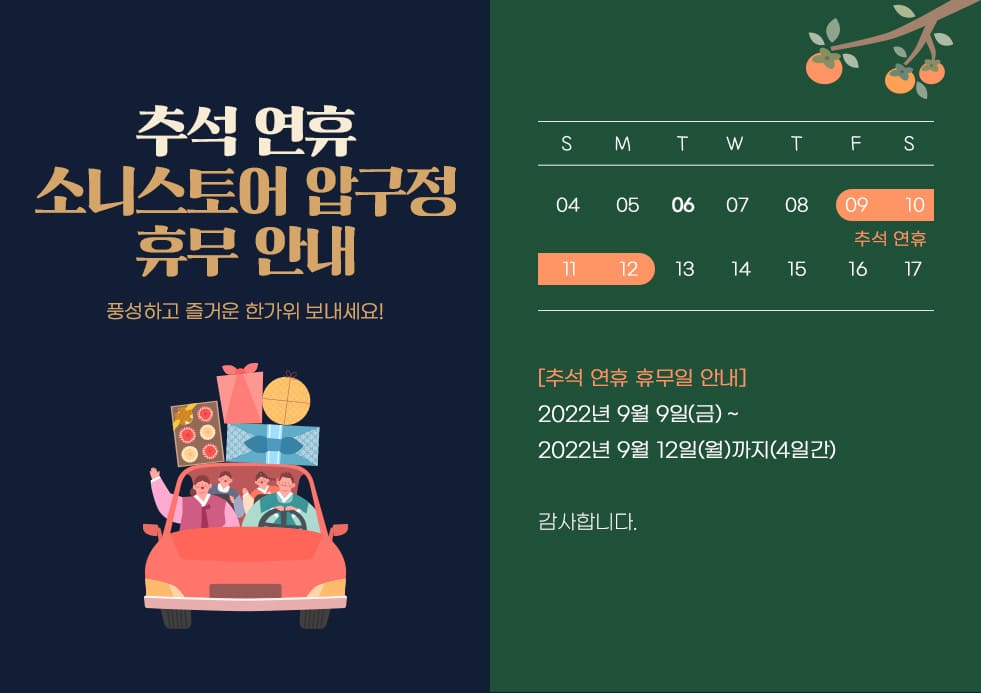 추석 연휴
소니스토어 압구정
휴무 안내
풍성하고 즐거운 한가위 보내세요!
S M T W T F S
04 05 06 07 08 09 10
추석 연휴
11 12 13 14 15 16 17
[추석 연휴 휴무일 안내]
2022년 9월 9일(금) ~
2022년 9월 12일(월)까지(4일간)
감사합니다.